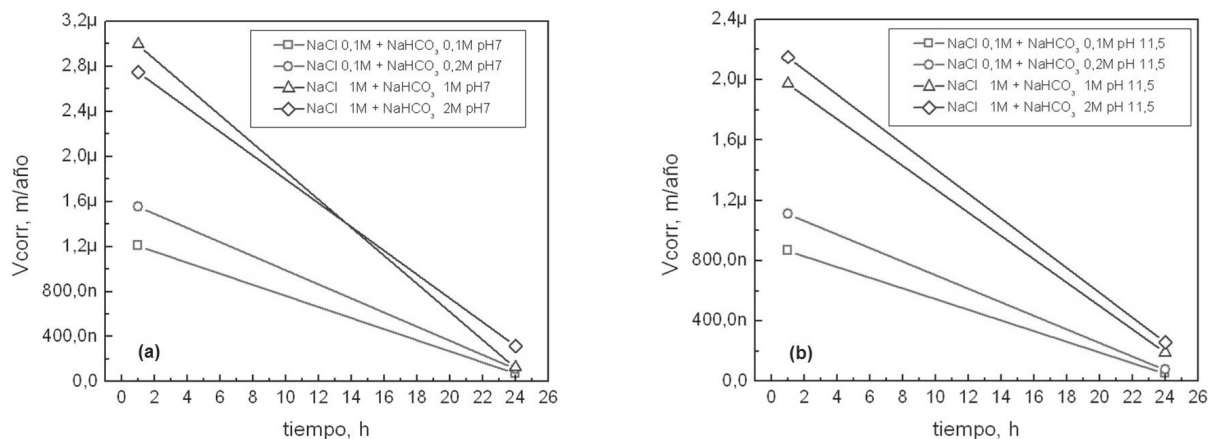 3,2µ
2,8µ
2,4µ
2,0µ
1,6µ
1,2µ
800,0n
400,0n
0,0
Vcorr, m/año
NaCl 0,1M + NaHCO₃ 0,1M pH7
NaCl 0,1M + NaHCO₃ 0,2M pH7
NaCl 1M + NaHCO₃ 1M pH7
NaCl 1M + NaHCO₃ 2M pH7
(a)
0 2 4 6 8 10 12 14 16 18 20 22 24 26
tiempo, h
2,4µ
2,0µ
1,6µ
1,2µ
800,0n
400,0n
0,0
Vcorr, m/año
NaCl 0,1M + NaHCO₃ 0,1M pH 11,5
NaCl 0,1M + NaHCO₃ 0,2M pH 11,5
NaCl 1M + NaHCO₃ 1M pH 11,5
NaCl 1M + NaHCO₃ 2M pH 11,5
(b)
0 2 4 6 8 10 12 14 16 18 20 22 24 26
tiempo, h